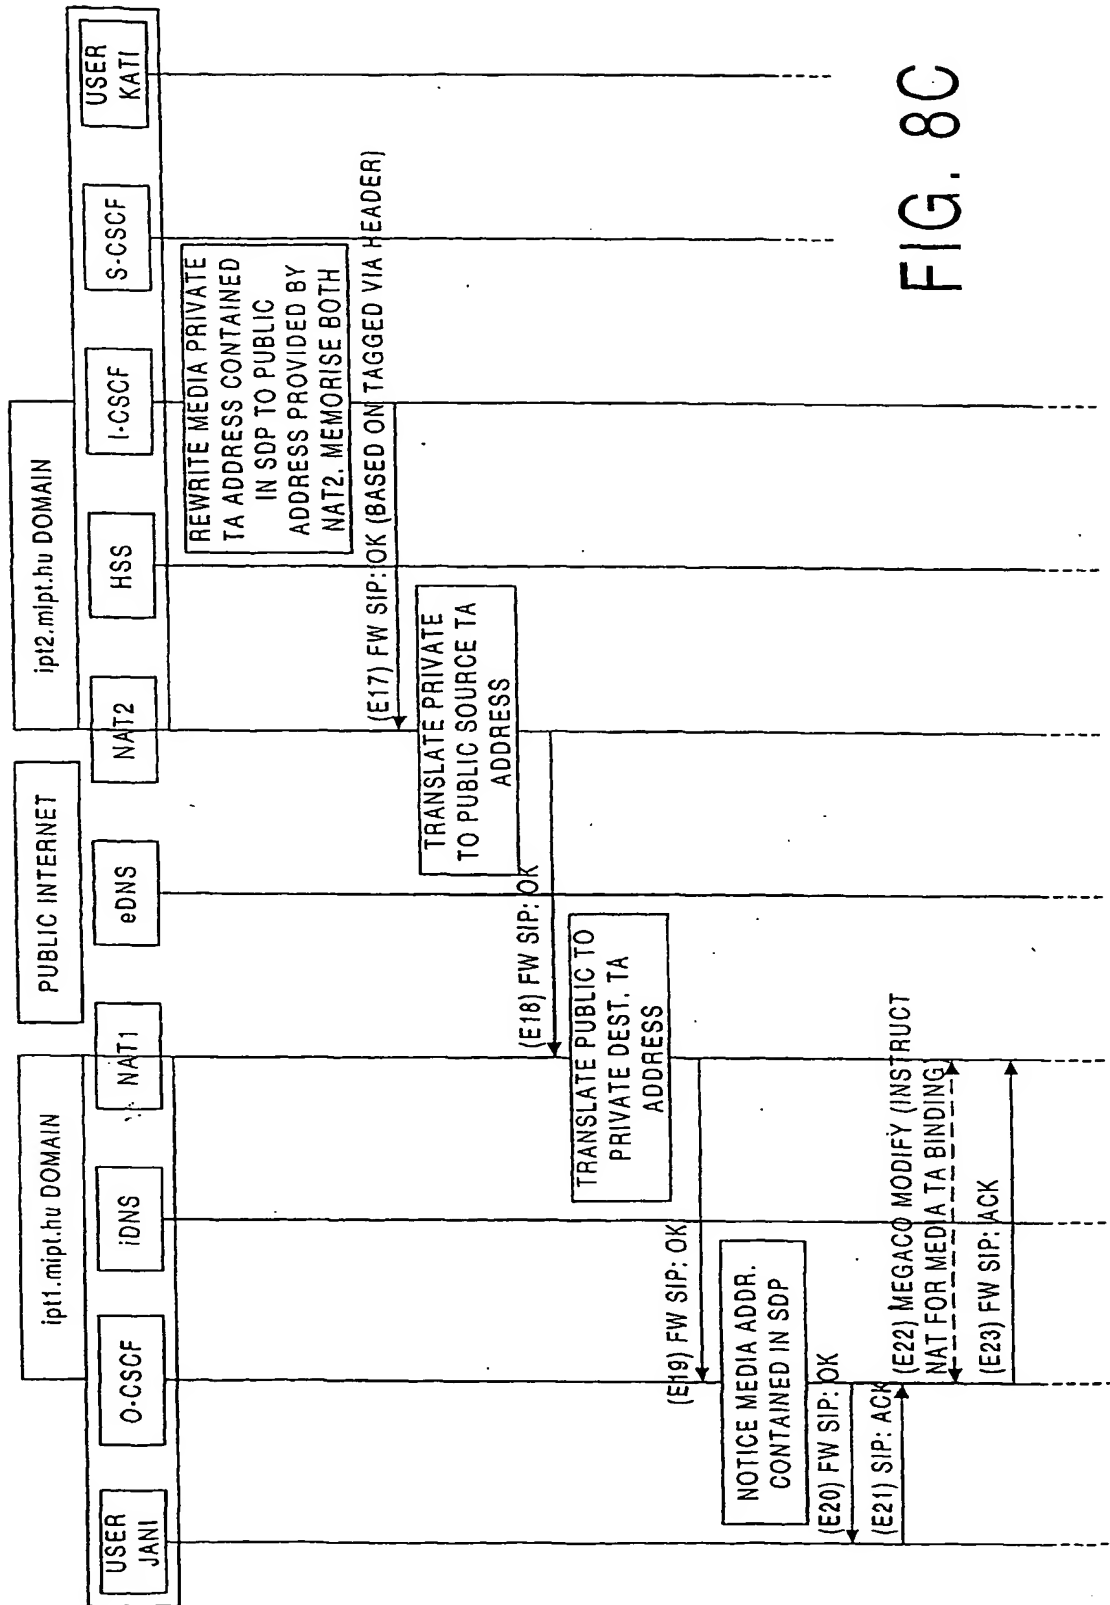 ipt1.mipt.hu DOMAIN
PUBLIC INTERNET
ipt2.mipt.hu DOMAIN
USER
JANI
O-CSCF
iDNS
NAT1
eDNS
NAT2
HSS
I-CSCF
S-CSCF
USER
KATI
REWRITE MEDIA PRIVATE
TA ADDRESS CONTAINED
IN SDP TO PUBLIC
ADDRESS PROVIDED BY
NAT2. MEMORISE BOTH
(E17) FW SIP: OK (BASED ON TAGGED VIA HEADER)
TRANSLATE PRIVATE
TO PUBLIC SOURCE TA
ADDRESS
(E18) FW SIP: OK
TRANSLATE PUBLIC TO
PRIVATE DEST. TA
ADDRESS
(E19) FW SIP: OK
NOTICE MEDIA ADDR.
CONTAINED IN SDP
(E20) FW SIP: OK
(E21) SIP: ACK
(E22) MEGACO MODIFY (INSTRUCT
NAT FOR MEDIA TA BINDING)
(E23) FW SIP: ACK
FIG. 8C